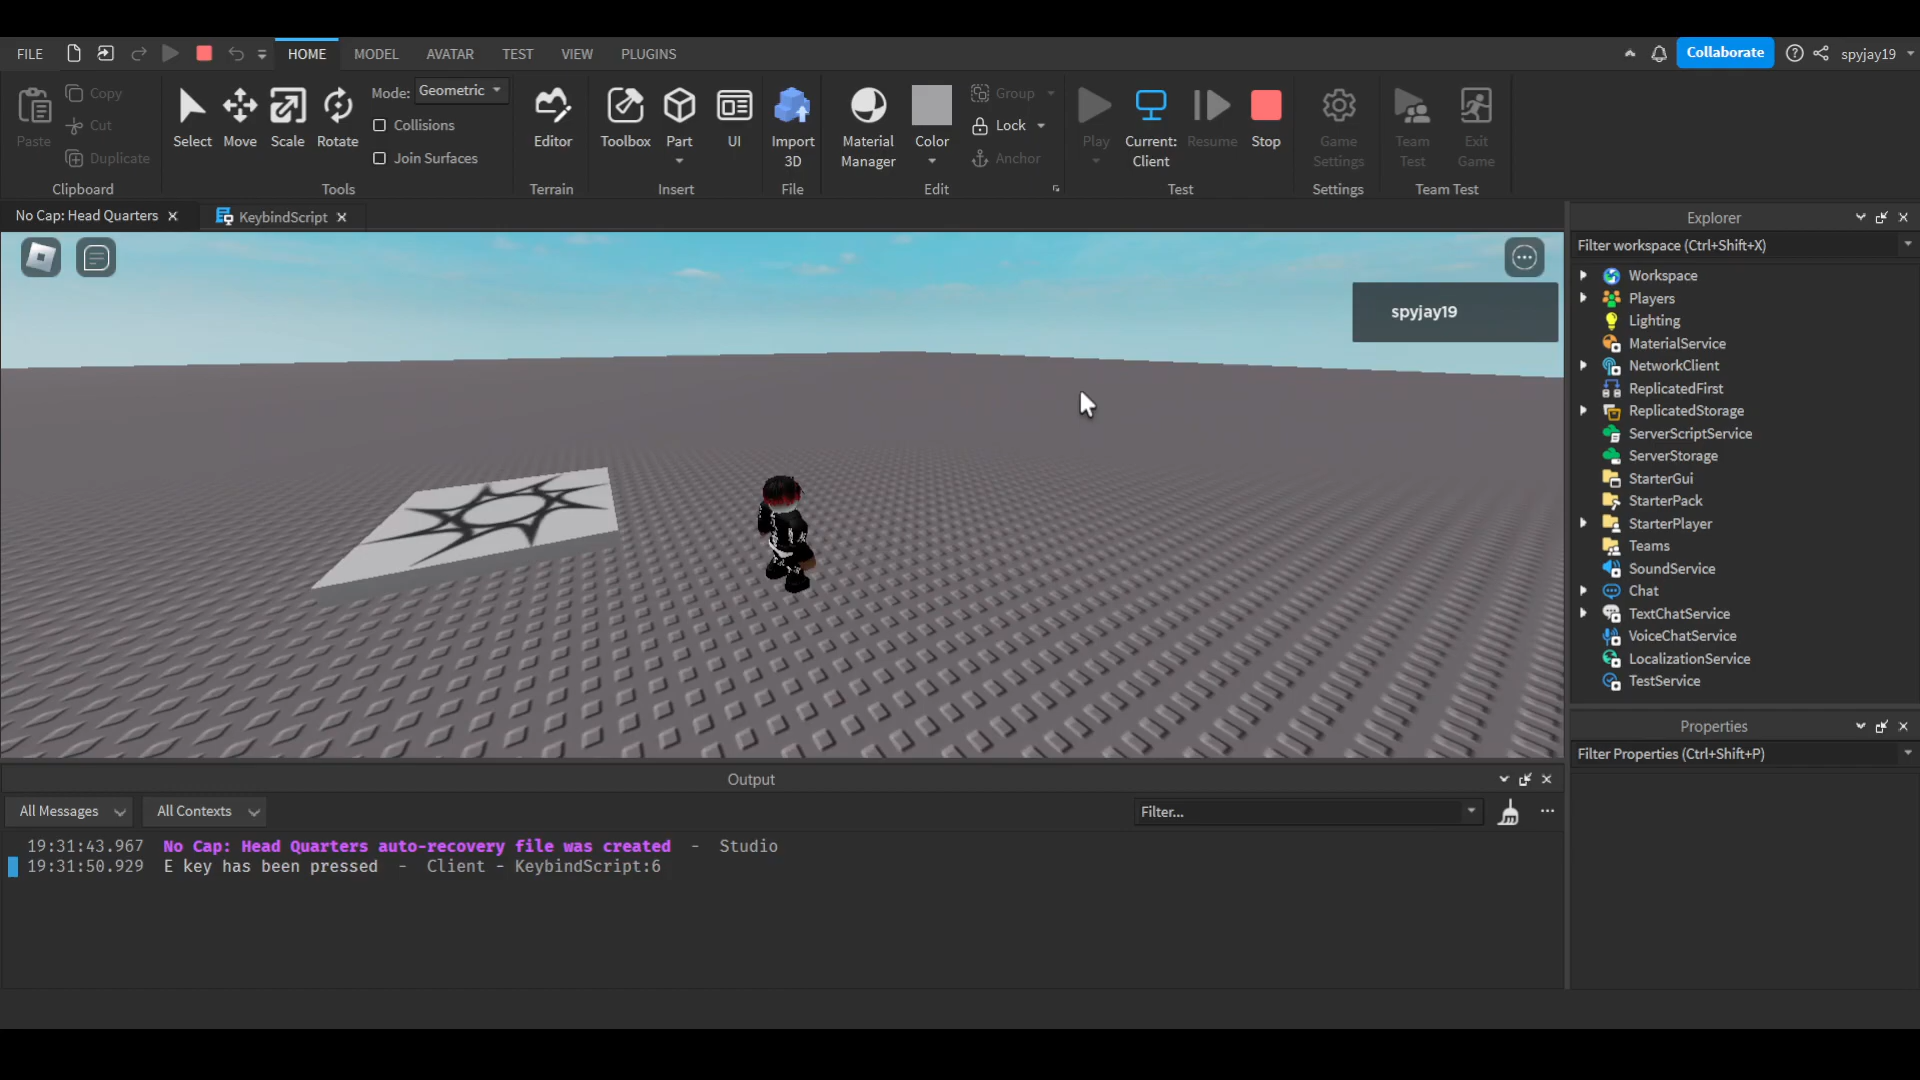 FILE HOME MODEL AVATAR TEST VIEW PLUGINS Collaborate spyjay19
Paste Copy Cut Duplicate
Clipboard
Select Move Scale Rotate
Mode: Geometric
Collisions
Join Surfaces
Tools
Editor
Terrain
Toolbox Part UI
Insert
Import
3D
File
Material
Manager
Color
Group
Lock
Anchor
Edit
Play
Current:
Client
Resume Stop
Test
Game
Settings
Settings
Team
Test
Exit
Game
Team Test
No Cap: Head Quarters KeybindScript
spyjay19
Explorer
Filter workspace (Ctrl+Shift+X)
Workspace
Players
Lighting
MaterialService
NetworkClient
ReplicatedFirst
ReplicatedStorage
ServerScriptService
ServerStorage
StarterGui
StarterPack
StarterPlayer
Teams
SoundService
Chat
TextChatService
VoiceChatService
LocalizationService
TestService
Properties
Filter Properties (Ctrl+Shift+P)
Output
All Messages All Contexts Filter...
19:31:43.967 No Cap: Head Quarters auto-recovery file was created - Studio
19:31:50.929 E key has been pressed - Client - KeybindScript:6